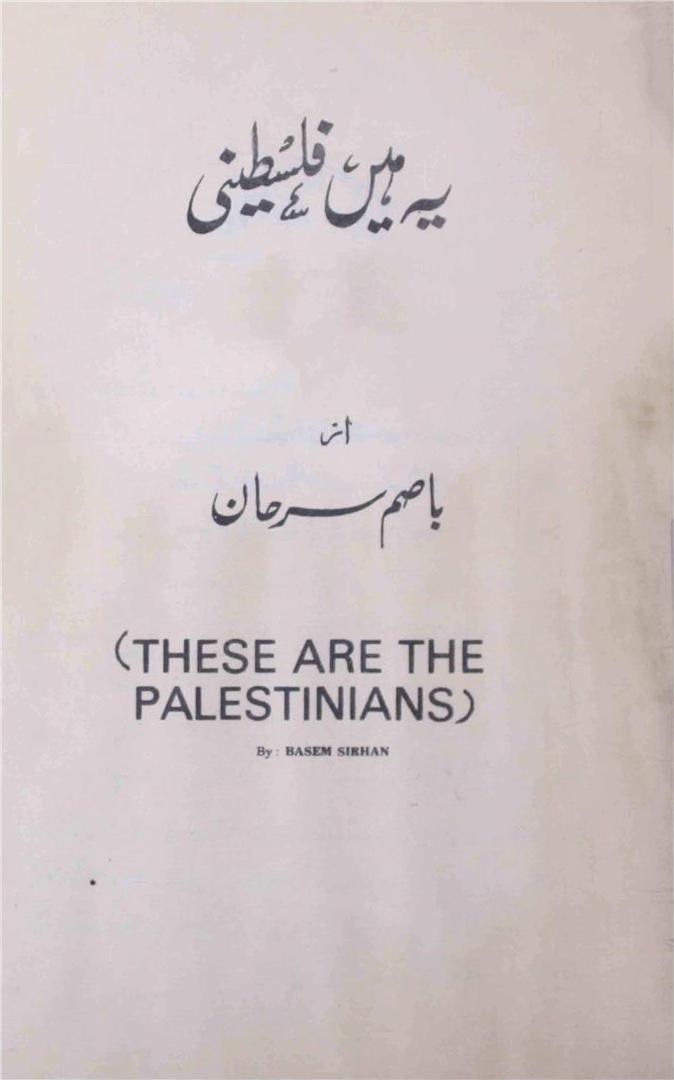 یہ ہیں فلسطینی
از
باصم سرحان
(THESE ARE THE
PALESTINIANS)
By: BASEM SIRHAN